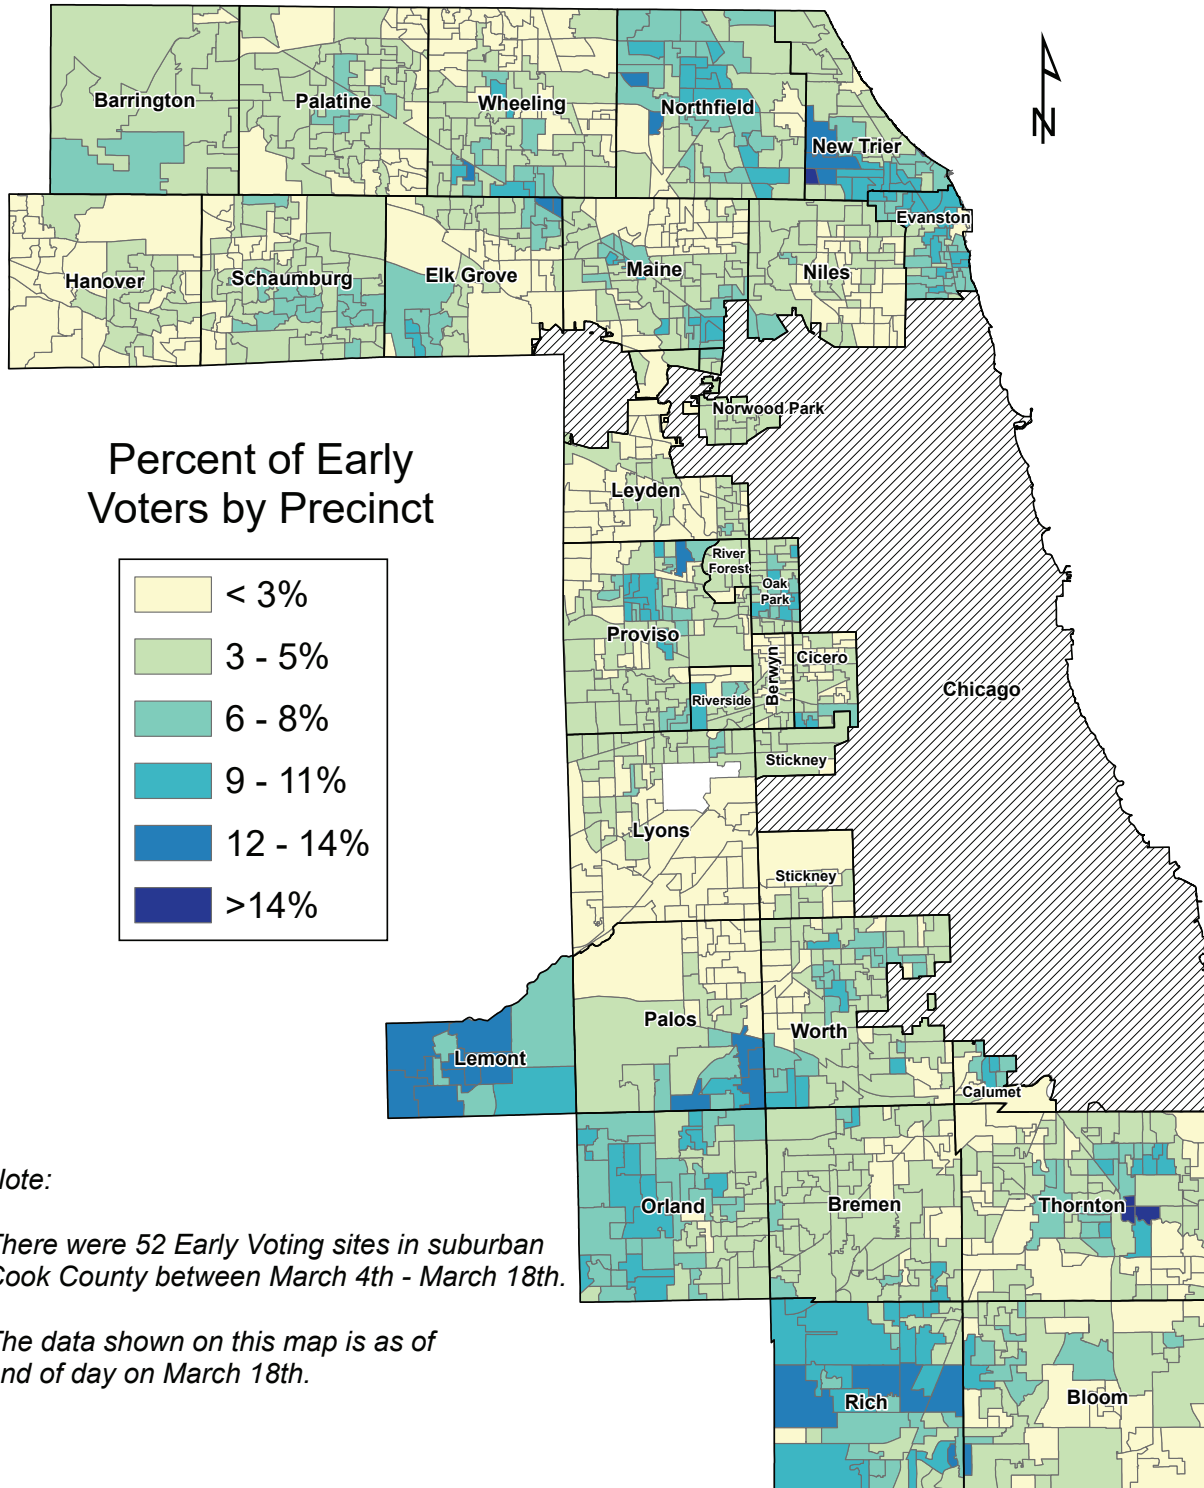 N
Barrington
Palatine
Wheeling
Northfield
New Trier
Evanston
Hanover
Schaumburg
Elk Grove
Maine
Niles
Norwood Park
Percent of Early
Voters by Precinct
< 3%
3 - 5%
6 - 8%
9 - 11%
12 - 14%
>14%
Leyden
River
Forest
Oak
Park
Proviso
Berwyn
Cicero
Riverside
Chicago
Stickney
Lyons
Stickney
Palos
Worth
Lemont
Calumet
Orland
Bremen
Thornton
Rich
Bloom
ote:
here were 52 Early Voting sites in suburban
ook County between March 4th - March 18th.
he data shown on this map is as of
nd of day on March 18th.